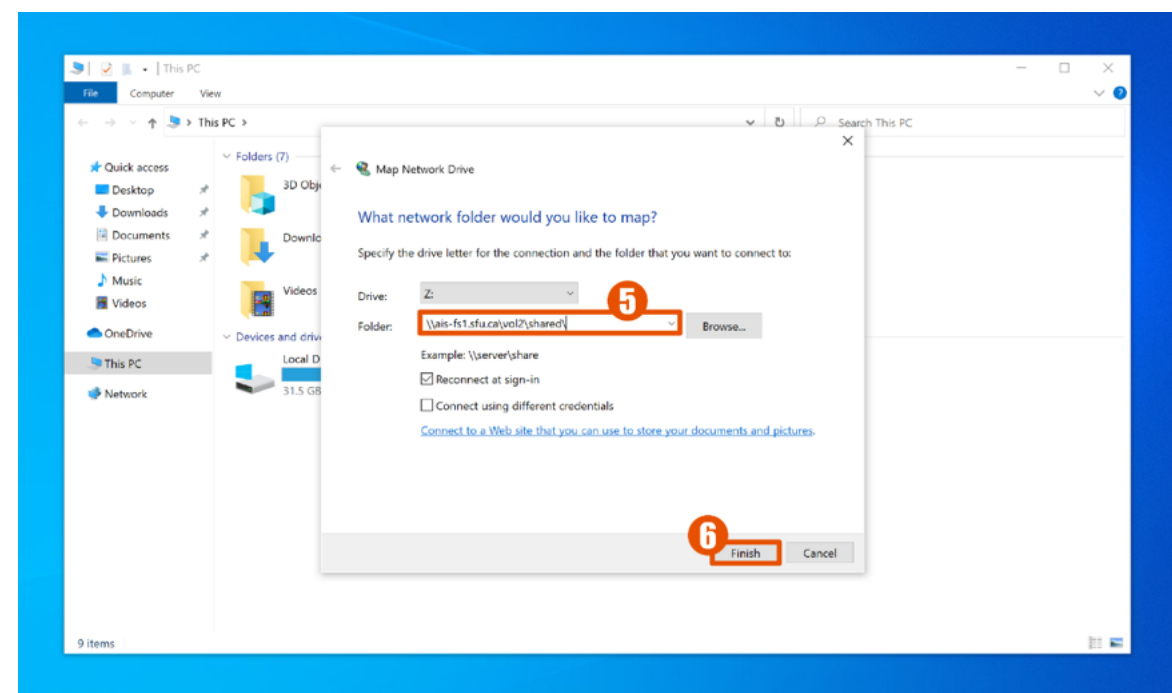 This PC
File Computer View
This PC
Search This PC
Quick access
Desktop
Downloads
Documents
Pictures
Music
Videos
OneDrive
This PC
Network
Folders (7)
3D Obje
Downlo
Videos
Devices and drive
Local D
31.5 GB
Map Network Drive
What network folder would you like to map?
Specify the drive letter for the connection and the folder that you want to connect to:
Drive: Z:
5
Folder: \\ais-fs1.sfu.ca\vol2\shared\ Browse...
Example: \\server\share
Reconnect at sign-in
Connect using different credentials
Connect to a Web site that you can use to store your documents and pictures.
6
Finish Cancel
9 items